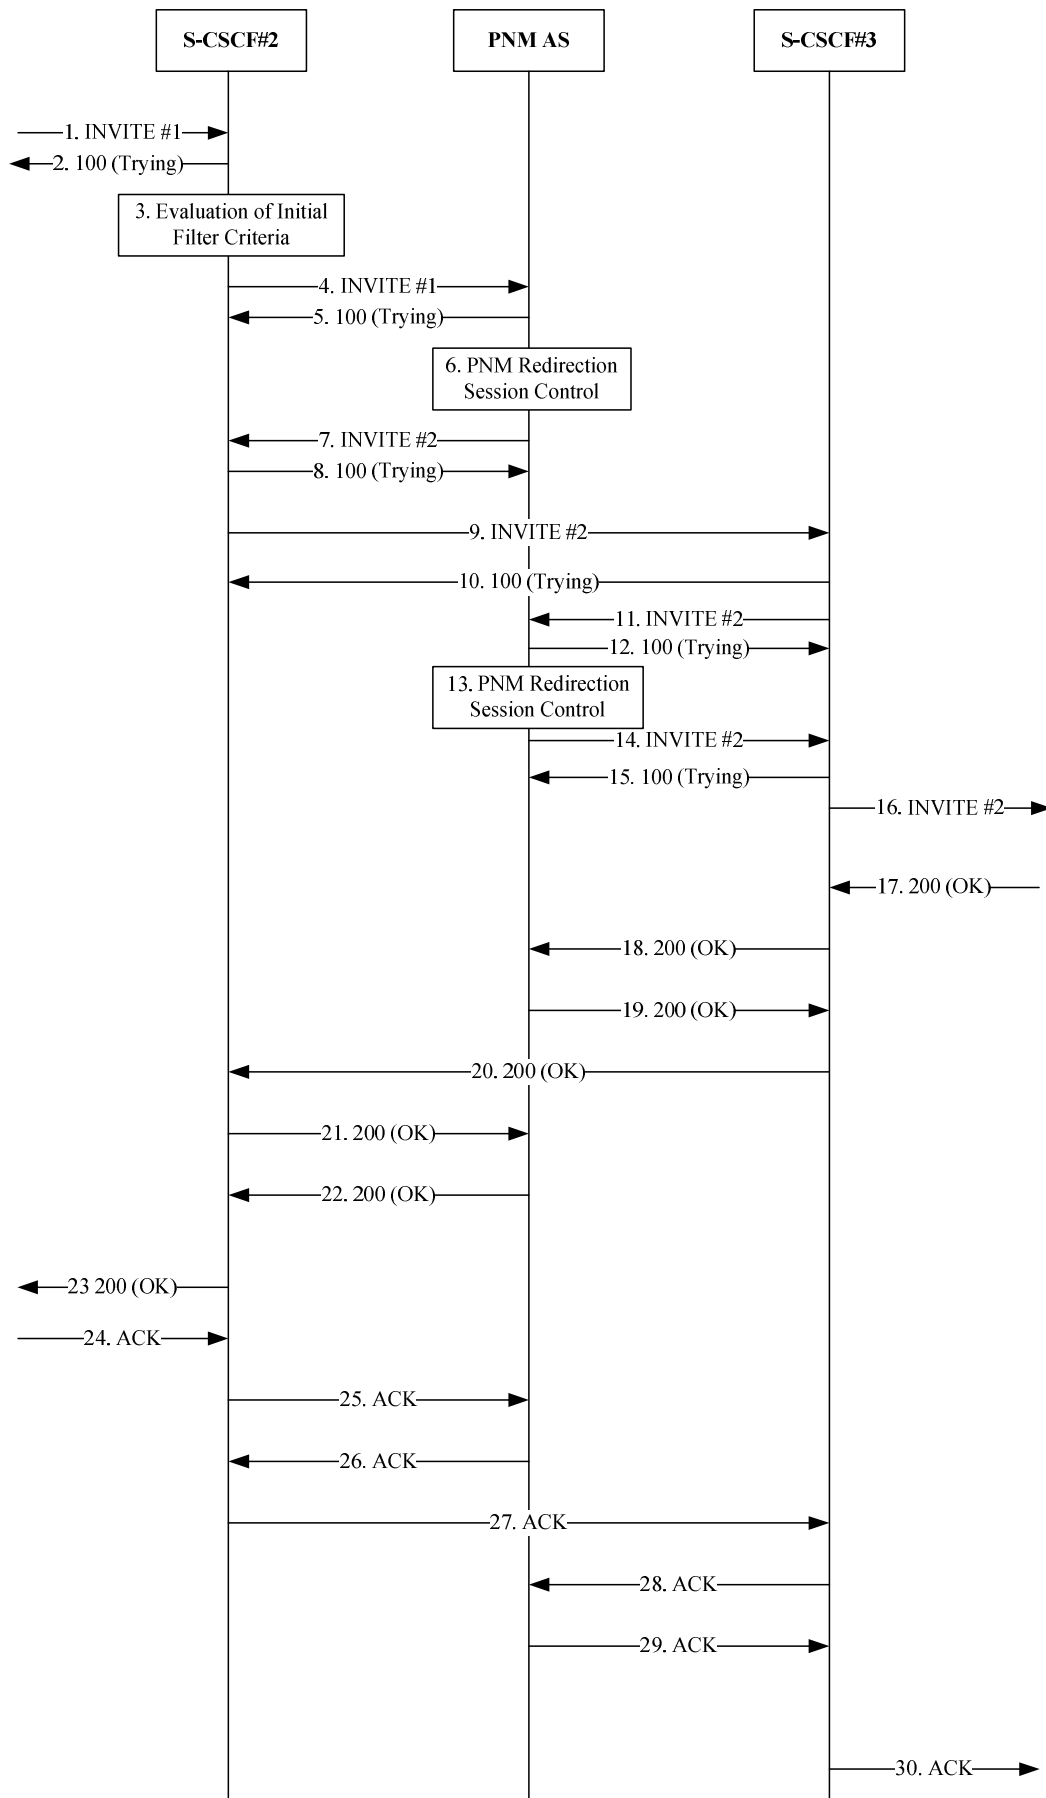 S-CSCF#2
PNM AS
S-CSCF#3
1. INVITE #1
2. 100 (Trying)
3. Evaluation of Initial
Filter Criteria
4. INVITE #1
5. 100 (Trying)
6. PNM Redirection
Session Control
7. INVITE #2
8. 100 (Trying)
9. INVITE #2
10. 100 (Trying)
11. INVITE #2
12. 100 (Trying)
13. PNM Redirection
Session Control
14. INVITE #2
15. 100 (Trying)
16. INVITE #2
17. 200 (OK)
18. 200 (OK)
19. 200 (OK)
20. 200 (OK)
21. 200 (OK)
22. 200 (OK)
23 200 (OK)
24. ACK
25. ACK
26. ACK
27. ACK
28. ACK
29. ACK
30. ACK